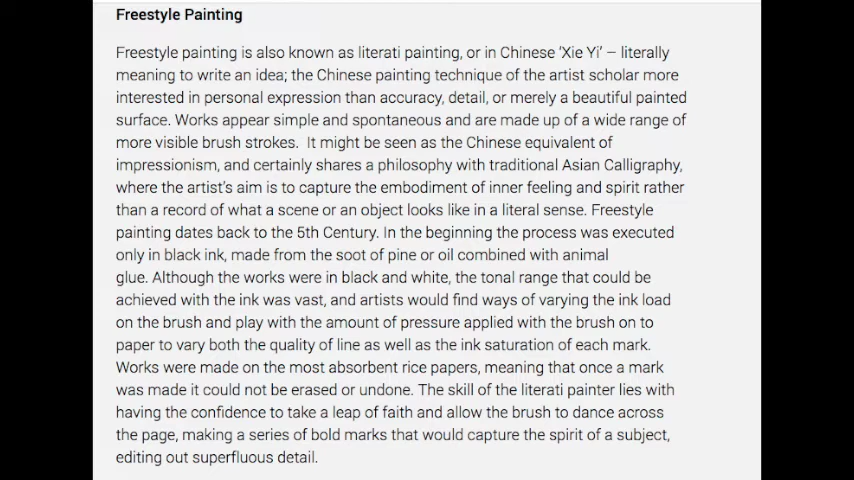 Freestyle Painting
Freestyle painting is also known as literati painting, or in Chinese ‘Xie Yi’ – literally
meaning to write an idea; the Chinese painting technique of the artist scholar more
interested in personal expression than accuracy, detail, or merely a beautiful painted
surface. Works appear simple and spontaneous and are made up of a wide range of
more visible brush strokes.  It might be seen as the Chinese equivalent of
impressionism, and certainly shares a philosophy with traditional Asian Calligraphy,
where the artist’s aim is to capture the embodiment of inner feeling and spirit rather
than a record of what a scene or an object looks like in a literal sense. Freestyle
painting dates back to the 5th Century. In the beginning the process was executed
only in black ink, made from the soot of pine or oil combined with animal
glue. Although the works were in black and white, the tonal range that could be
achieved with the ink was vast, and artists would find ways of varying the ink load
on the brush and play with the amount of pressure applied with the brush on to
paper to vary both the quality of line as well as the ink saturation of each mark.
Works were made on the most absorbent rice papers, meaning that once a mark
was made it could not be erased or undone. The skill of the literati painter lies with
having the confidence to take a leap of faith and allow the brush to dance across
the page, making a series of bold marks that would capture the spirit of a subject,
editing out superfluous detail.